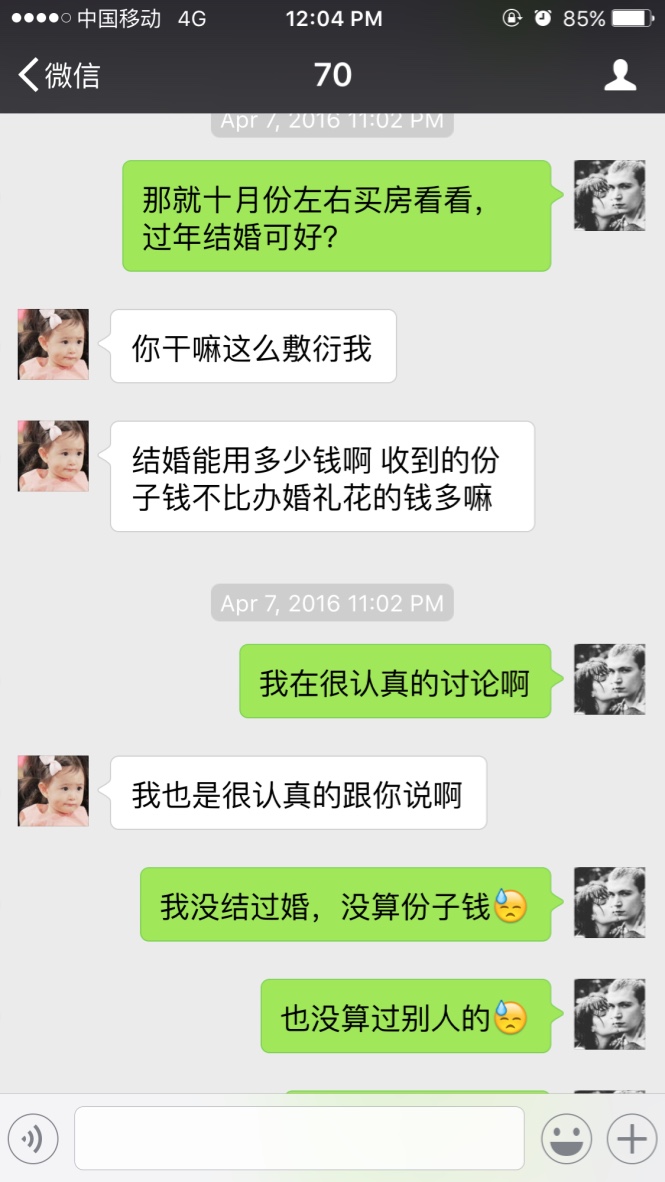 中国移动 4G 12:04 PM 85%
微信 70
Apr 7, 2016 11:02 PM
那就十月份左右买房看看，
过年结婚可好？
你干嘛这么敷衍我
结婚能用多少钱啊 收到的份
子钱不比办婚礼花的钱多嘛
Apr 7, 2016 11:02 PM
我在很认真的讨论啊
我也是很认真的跟你说啊
我没结过婚，没算份子钱😓
也没算过别人的😓